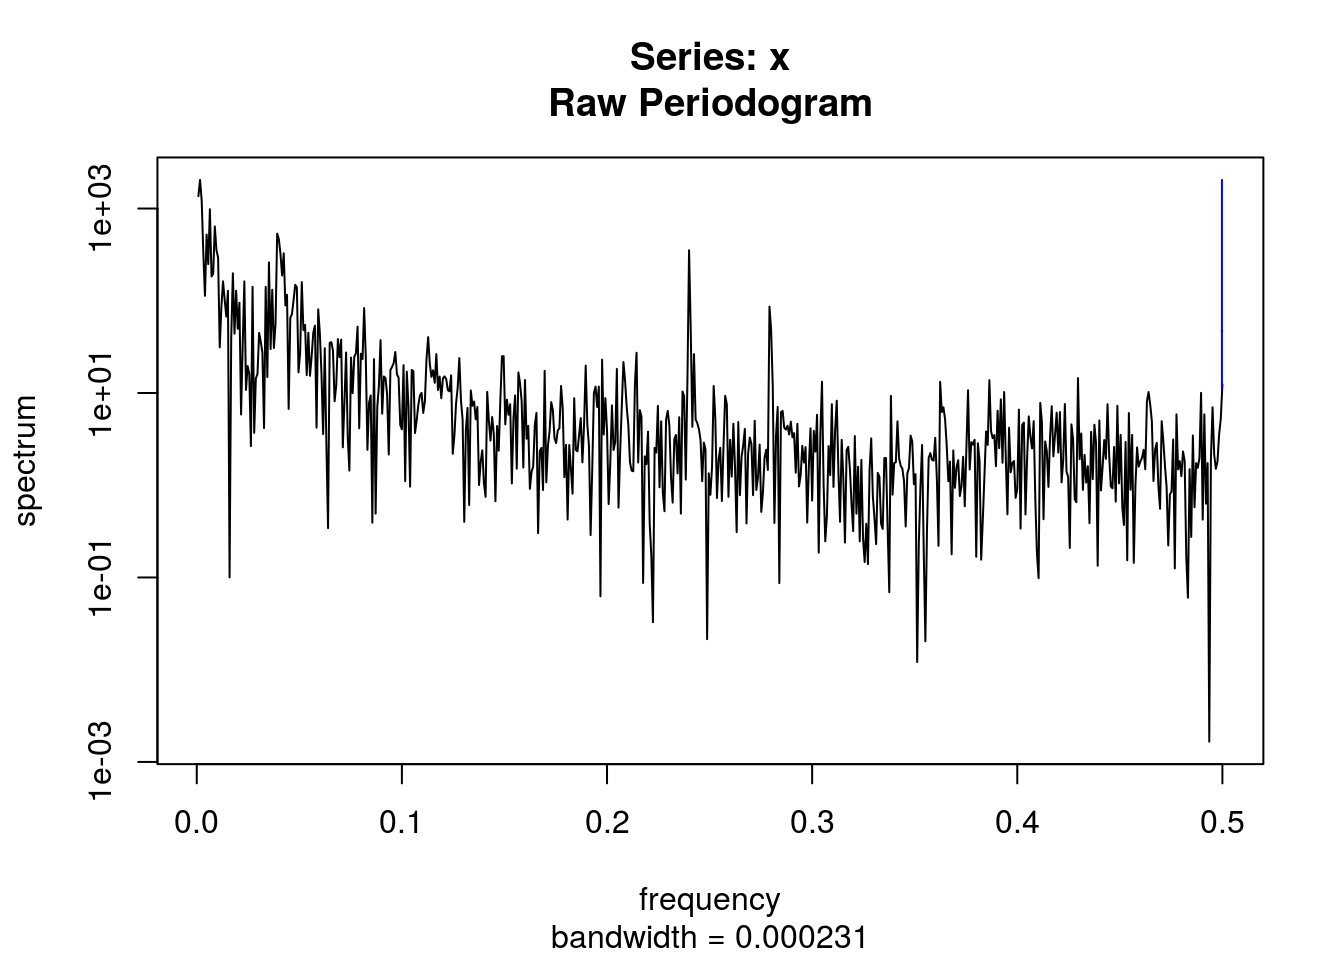 Series: x
Raw Periodogram
spectrum
1e+03
1e+01
1e-01
1e-03
0.0 0.1 0.2 0.3 0.4 0.5
frequency
bandwidth = 0.000231